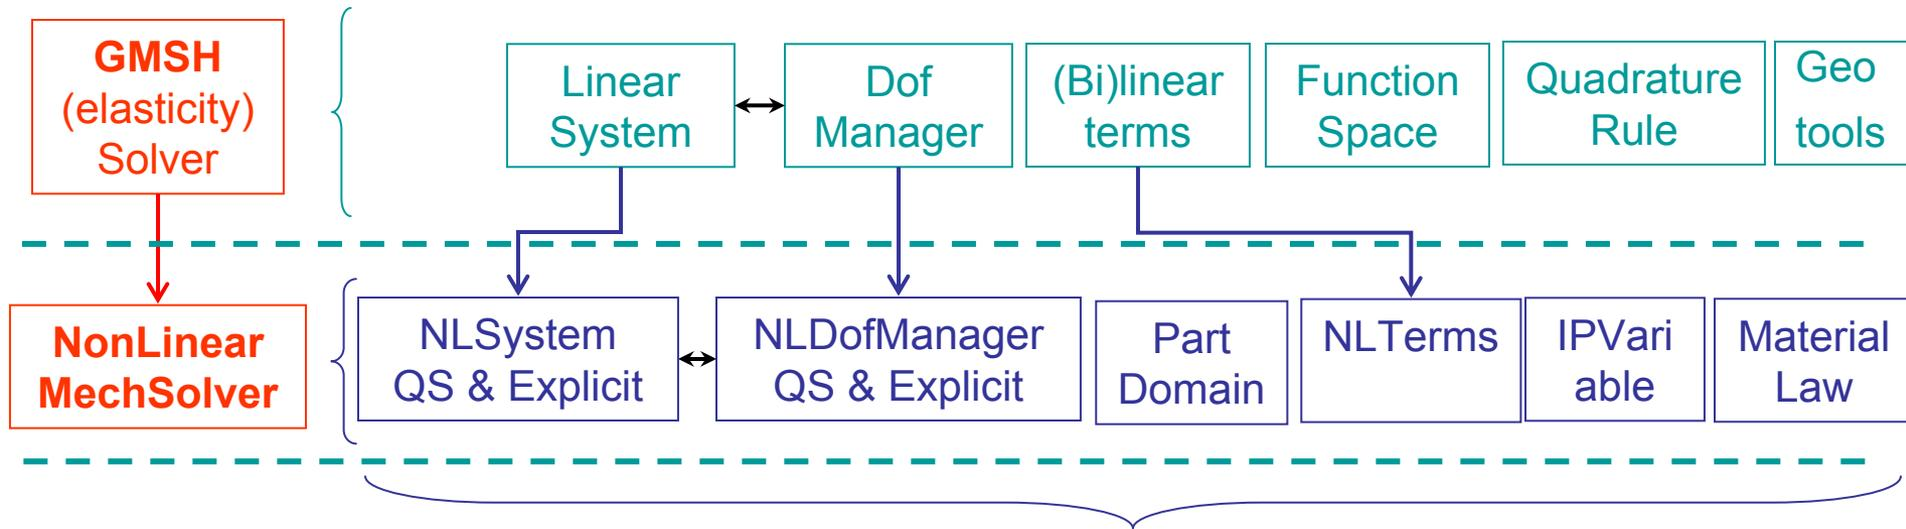 GMSH
(elasticity)
Solver
Linear
System
Dof
Manager
(Bi)linear
terms
Function
Space
Quadrature
Rule
Geo
tools
NonLinear
MechSolver
NLSystem
QS & Explicit
NLDofManager
QS & Explicit
Part
Domain
NLTerms
IPVari
able
Material
Law